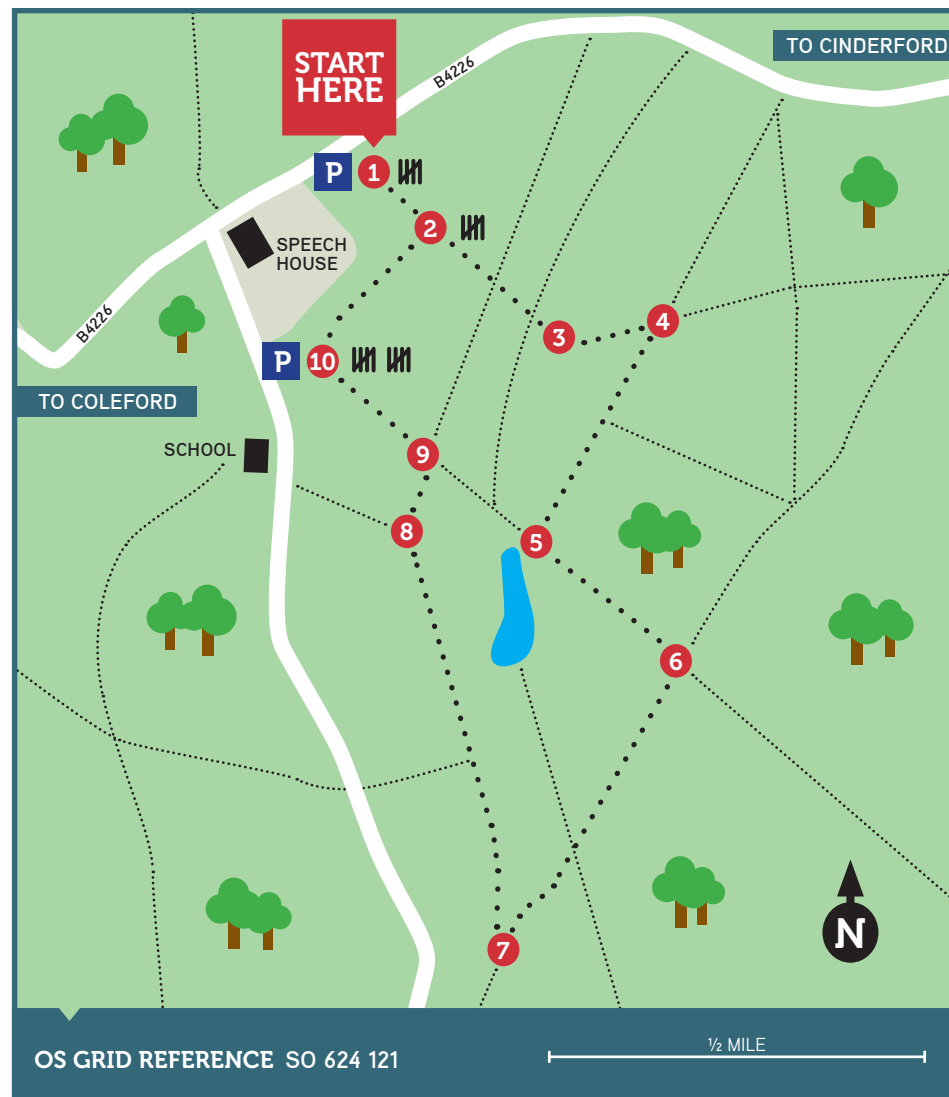 TO CINDERFORD
START
HERE
B4226
P
1
2
SPEECH
HOUSE
B4226
3
4
P
10
TO COLEFORD
SCHOOL
9
8
5
6
7
N
OS GRID REFERENCE SO 624 121
½ MILE